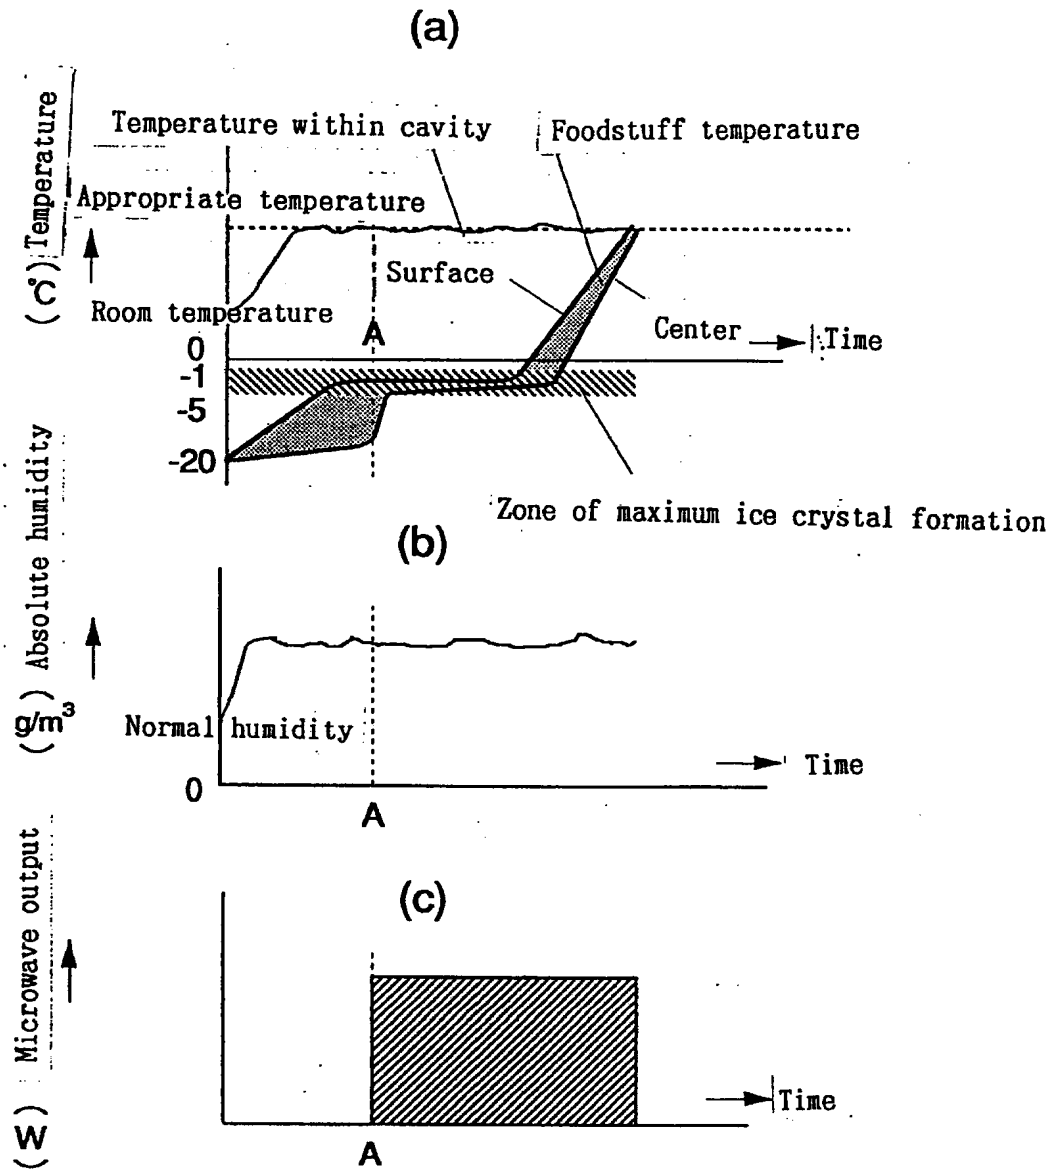 (a)
Temperature within cavity
Foodstuff temperature
(°C) Temperature
Appropriate temperature
Surface
Room temperature
A
Center
Time
0
-1
-5
-20
Zone of maximum ice crystal formation
(b)
(g/m³) Absolute humidity
Normal humidity
Time
0
A
(c)
(W) Microwave output
Time
A